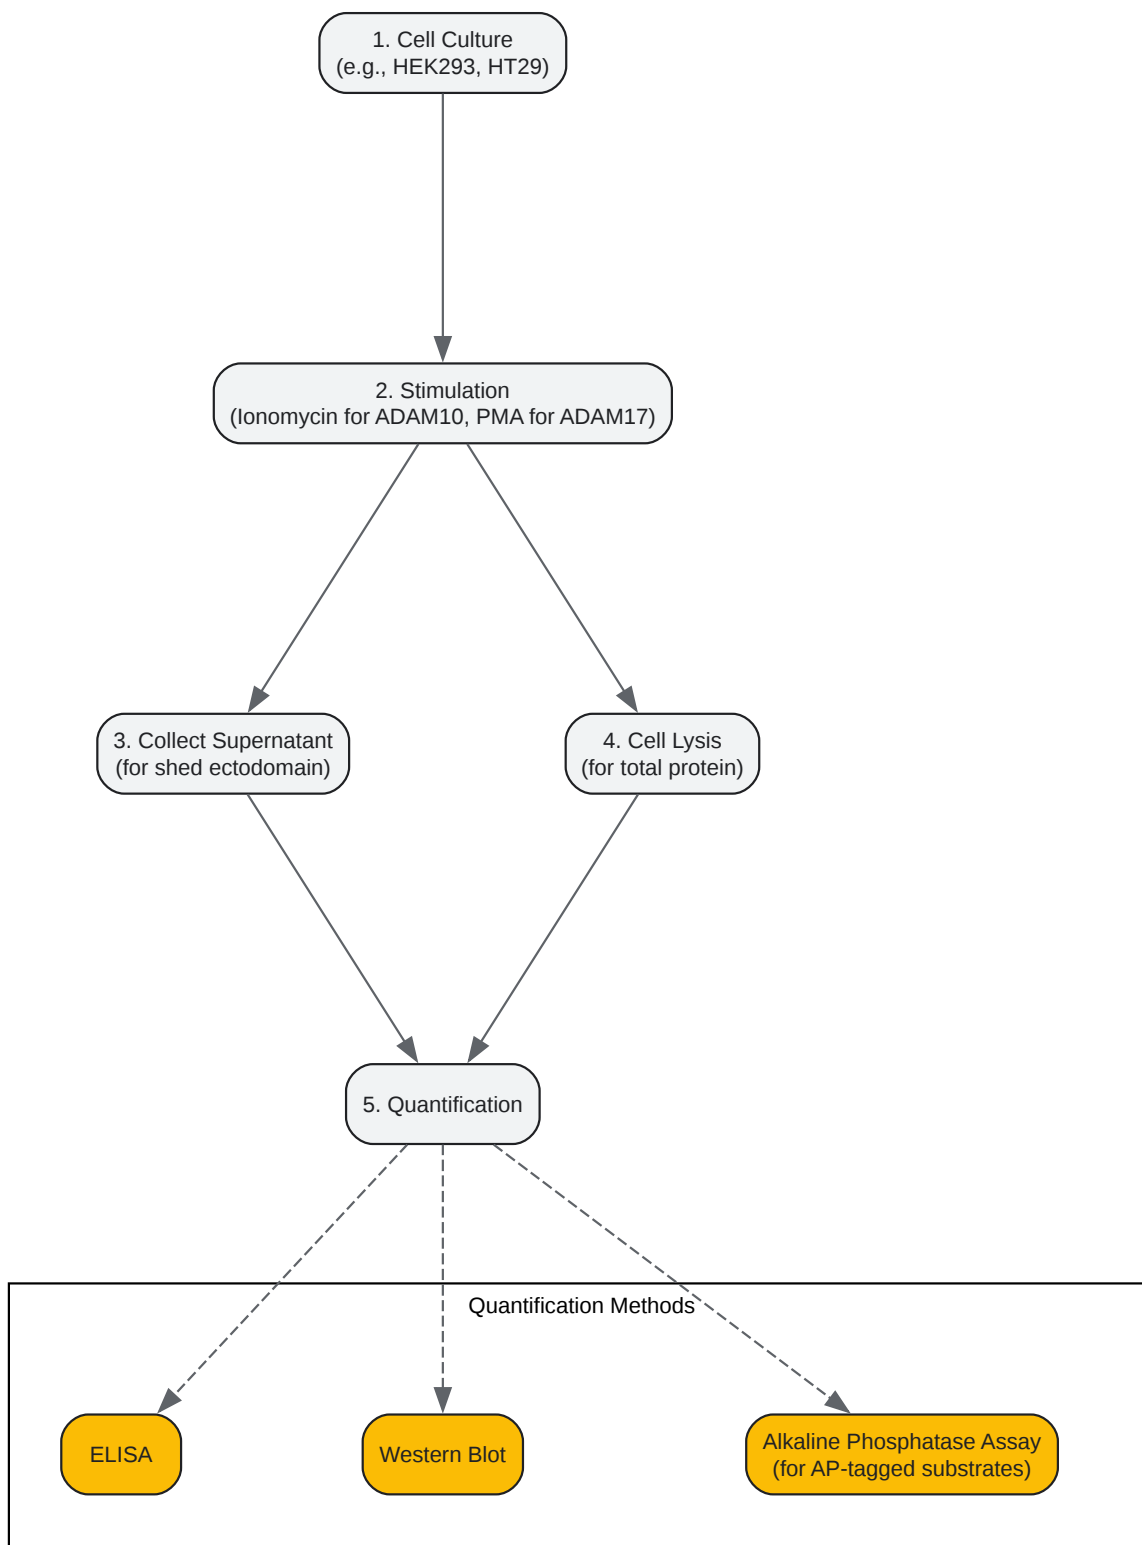 1. Cell Culture
(e.g., HEK293, HT29)
2. Stimulation
(Ionomycin for ADAM10, PMA for ADAM17)
3. Collect Supernatant
(for shed ectodomain)
4. Cell Lysis
(for total protein)
5. Quantification
Quantification Methods
ELISA
Western Blot
Alkaline Phosphatase Assay
(for AP-tagged substrates)